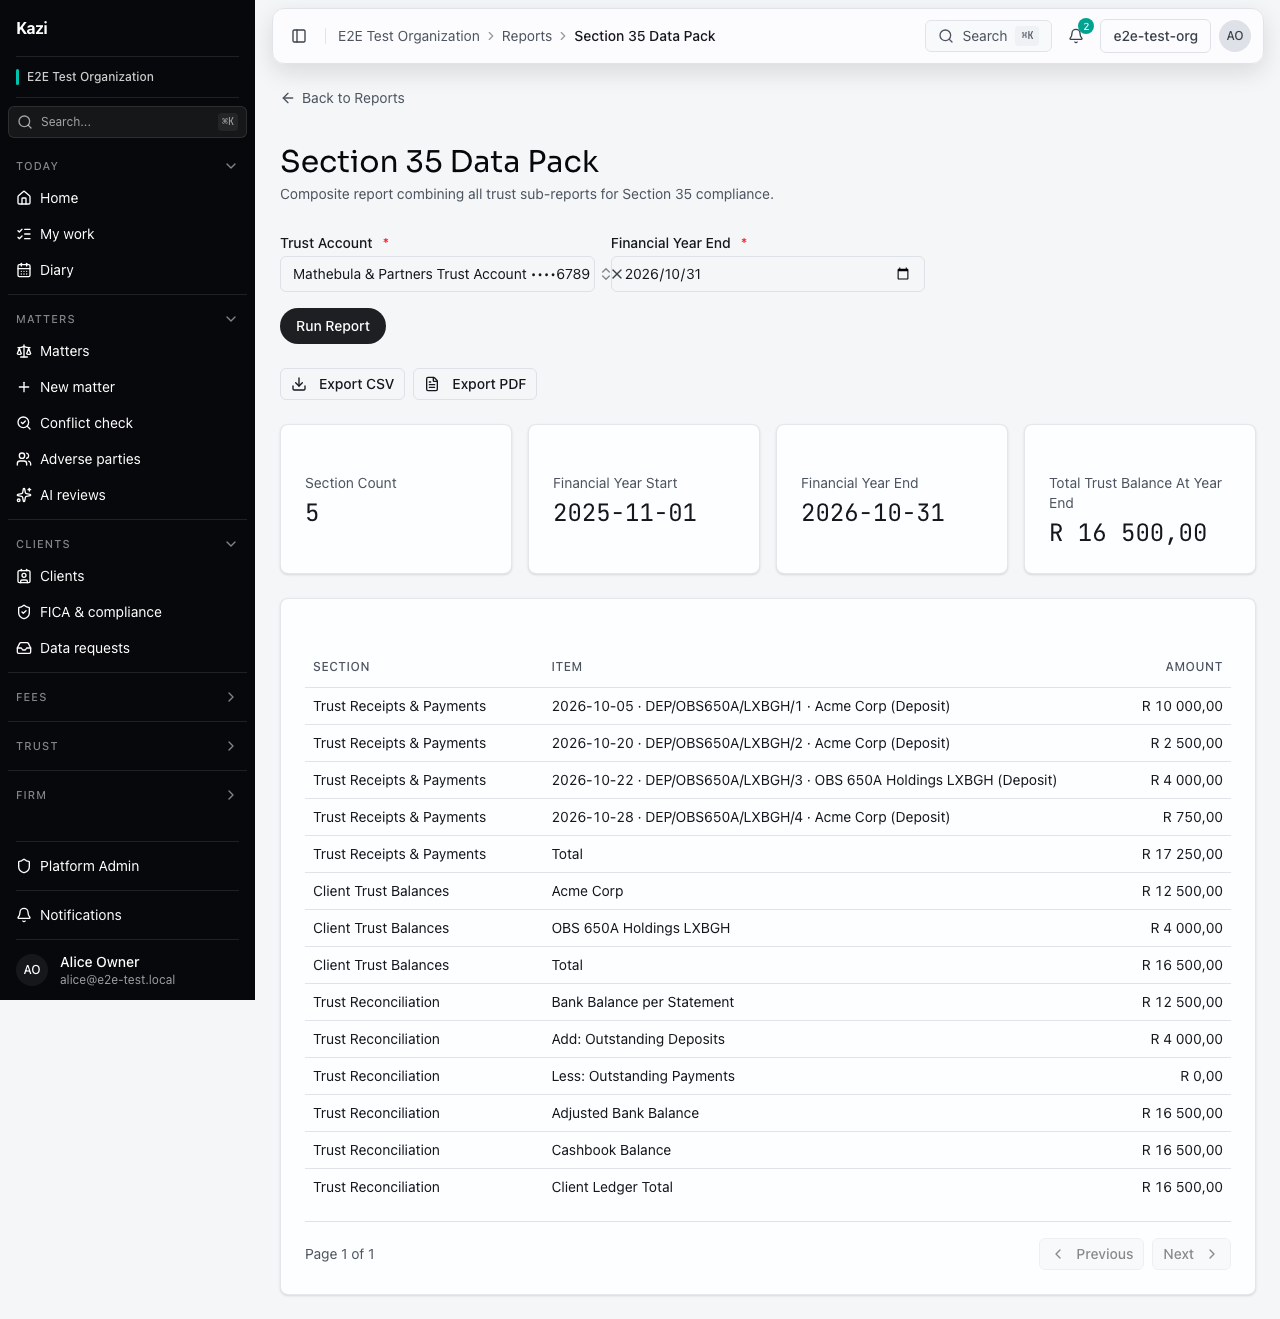 Kazi
E2E Test Organization
Search... ⌘K
TODAY
Home
My work
Diary
MATTERS
Matters
New matter
Conflict check
Adverse parties
AI reviews
CLIENTS
Clients
FICA & compliance
Data requests
FEES
TRUST
FIRM
Platform Admin
Notifications
AO
Alice Owner
alice@e2e-test.local
E2E Test Organization > Reports > Section 35 Data Pack
Search ⌘K
2
e2e-test-org
AO
Back to Reports
Section 35 Data Pack
Composite report combining all trust sub-reports for Section 35 compliance.
Trust Account *
Financial Year End *
Mathebula & Partners Trust Account ••••6789
2026/10/31
Run Report
Export CSV
Export PDF
Section Count
5
Financial Year Start
2025-11-01
Financial Year End
2026-10-31
Total Trust Balance At Year
End
R 16 500,00
SECTION ITEM AMOUNT
Trust Receipts & Payments 2026-10-05 · DEP/OBS650A/LXBGH/1 · Acme Corp (Deposit) R 10 000,00
Trust Receipts & Payments 2026-10-20 · DEP/OBS650A/LXBGH/2 · Acme Corp (Deposit) R 2 500,00
Trust Receipts & Payments 2026-10-22 · DEP/OBS650A/LXBGH/3 · OBS 650A Holdings LXBGH (Deposit) R 4 000,00
Trust Receipts & Payments 2026-10-28 · DEP/OBS650A/LXBGH/4 · Acme Corp (Deposit) R 750,00
Trust Receipts & Payments Total R 17 250,00
Client Trust Balances Acme Corp R 12 500,00
Client Trust Balances OBS 650A Holdings LXBGH R 4 000,00
Client Trust Balances Total R 16 500,00
Trust Reconciliation Bank Balance per Statement R 12 500,00
Trust Reconciliation Add: Outstanding Deposits R 4 000,00
Trust Reconciliation Less: Outstanding Payments R 0,00
Trust Reconciliation Adjusted Bank Balance R 16 500,00
Trust Reconciliation Cashbook Balance R 16 500,00
Trust Reconciliation Client Ledger Total R 16 500,00
Page 1 of 1
Previous
Next